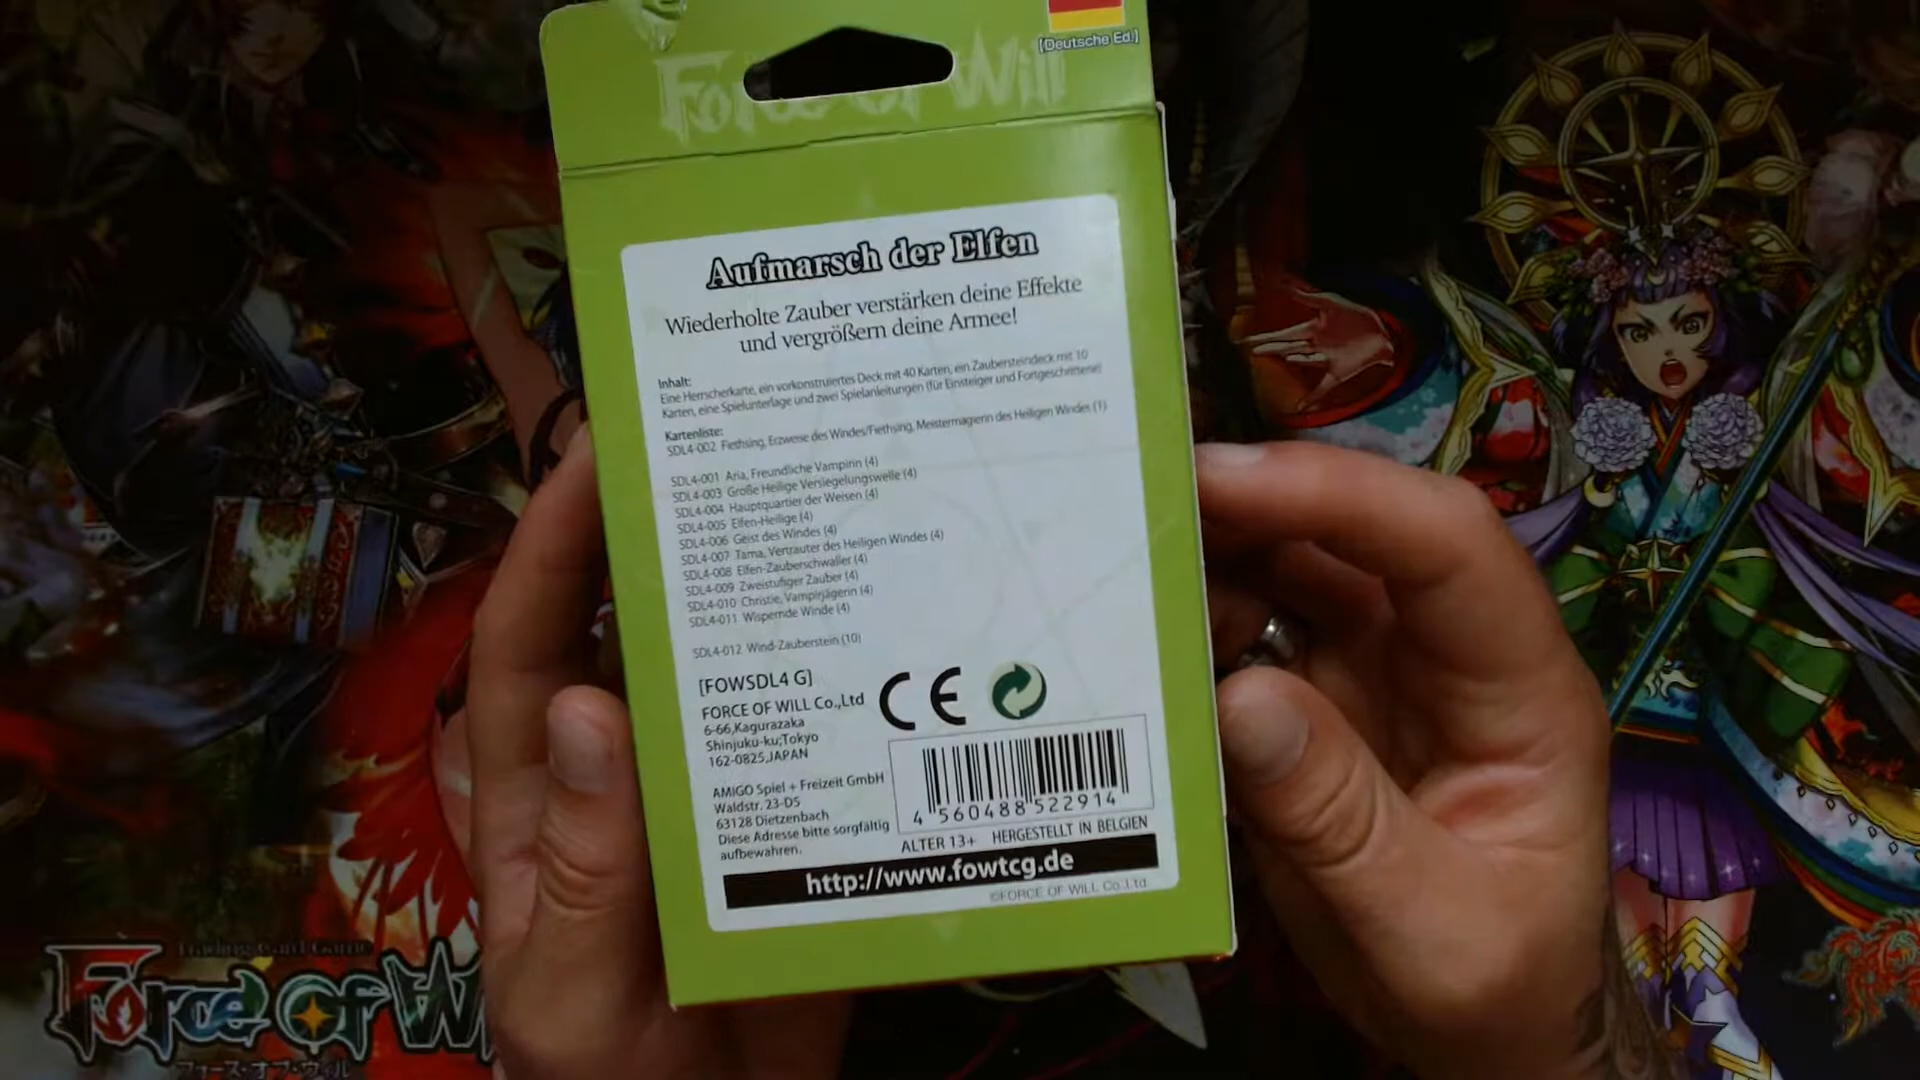 [Deutsche Ed.]
Force of Will
Aufmarsch der Elfen
Wiederholte Zauber verstärken deine Effekte
und vergrößern deine Armee!
Inhalt:
Eine Herrscherkarte, ein vorkonstruiertes Deck mit 40 Karten, ein Zaubersteindeck mit 10
Karten, eine Spielunterlage und zwei Spielanleitungen (für Einsteiger und Fortgeschrittene)
Kartenliste:
SDL4-002 Fiethsing, Erzweise des Windes/Fiethsing, Meistermagierin des Heiligen Windes (1)
SDL4-001 Aria, Freundliche Vampirin (4)
SDL4-003 Große Heilige Versiegelungswelle (4)
SDL4-004 Hauptquartier der Weisen (4)
SDL4-005 Elfen-Heilige (4)
SDL4-006 Geist des Windes (4)
SDL4-007 Tama, Vertrauter des Heiligen Windes (4)
SDL4-008 Elfen-Zauberschwaller (4)
SDL4-009 Zweistufiger Zauber (4)
SDL4-010 Christie, Vampirjägerin (4)
SDL4-011 Wispernde Winde (4)
SDL4-012 Wind-Zauberstein (10)
[FOWSDL4 G]
FORCE OF WILL Co.,Ltd
6-66,Kagurazaka
Shinjuku-ku,Tokyo
162-0825,JAPAN
CE
AMIGO Spiel + Freizeit GmbH
Waldstr. 23-D5
63128 Dietzenbach
Diese Adresse bitte sorgfältig
aufbewahren.
4 560488 522914
ALTER 13+ HERGESTELLT IN BELGIEN
http://www.fowtcg.de
©FORCE OF WILL Co.,Ltd.
Trading Card Game
Force OF
フォース・オブ・ウィル